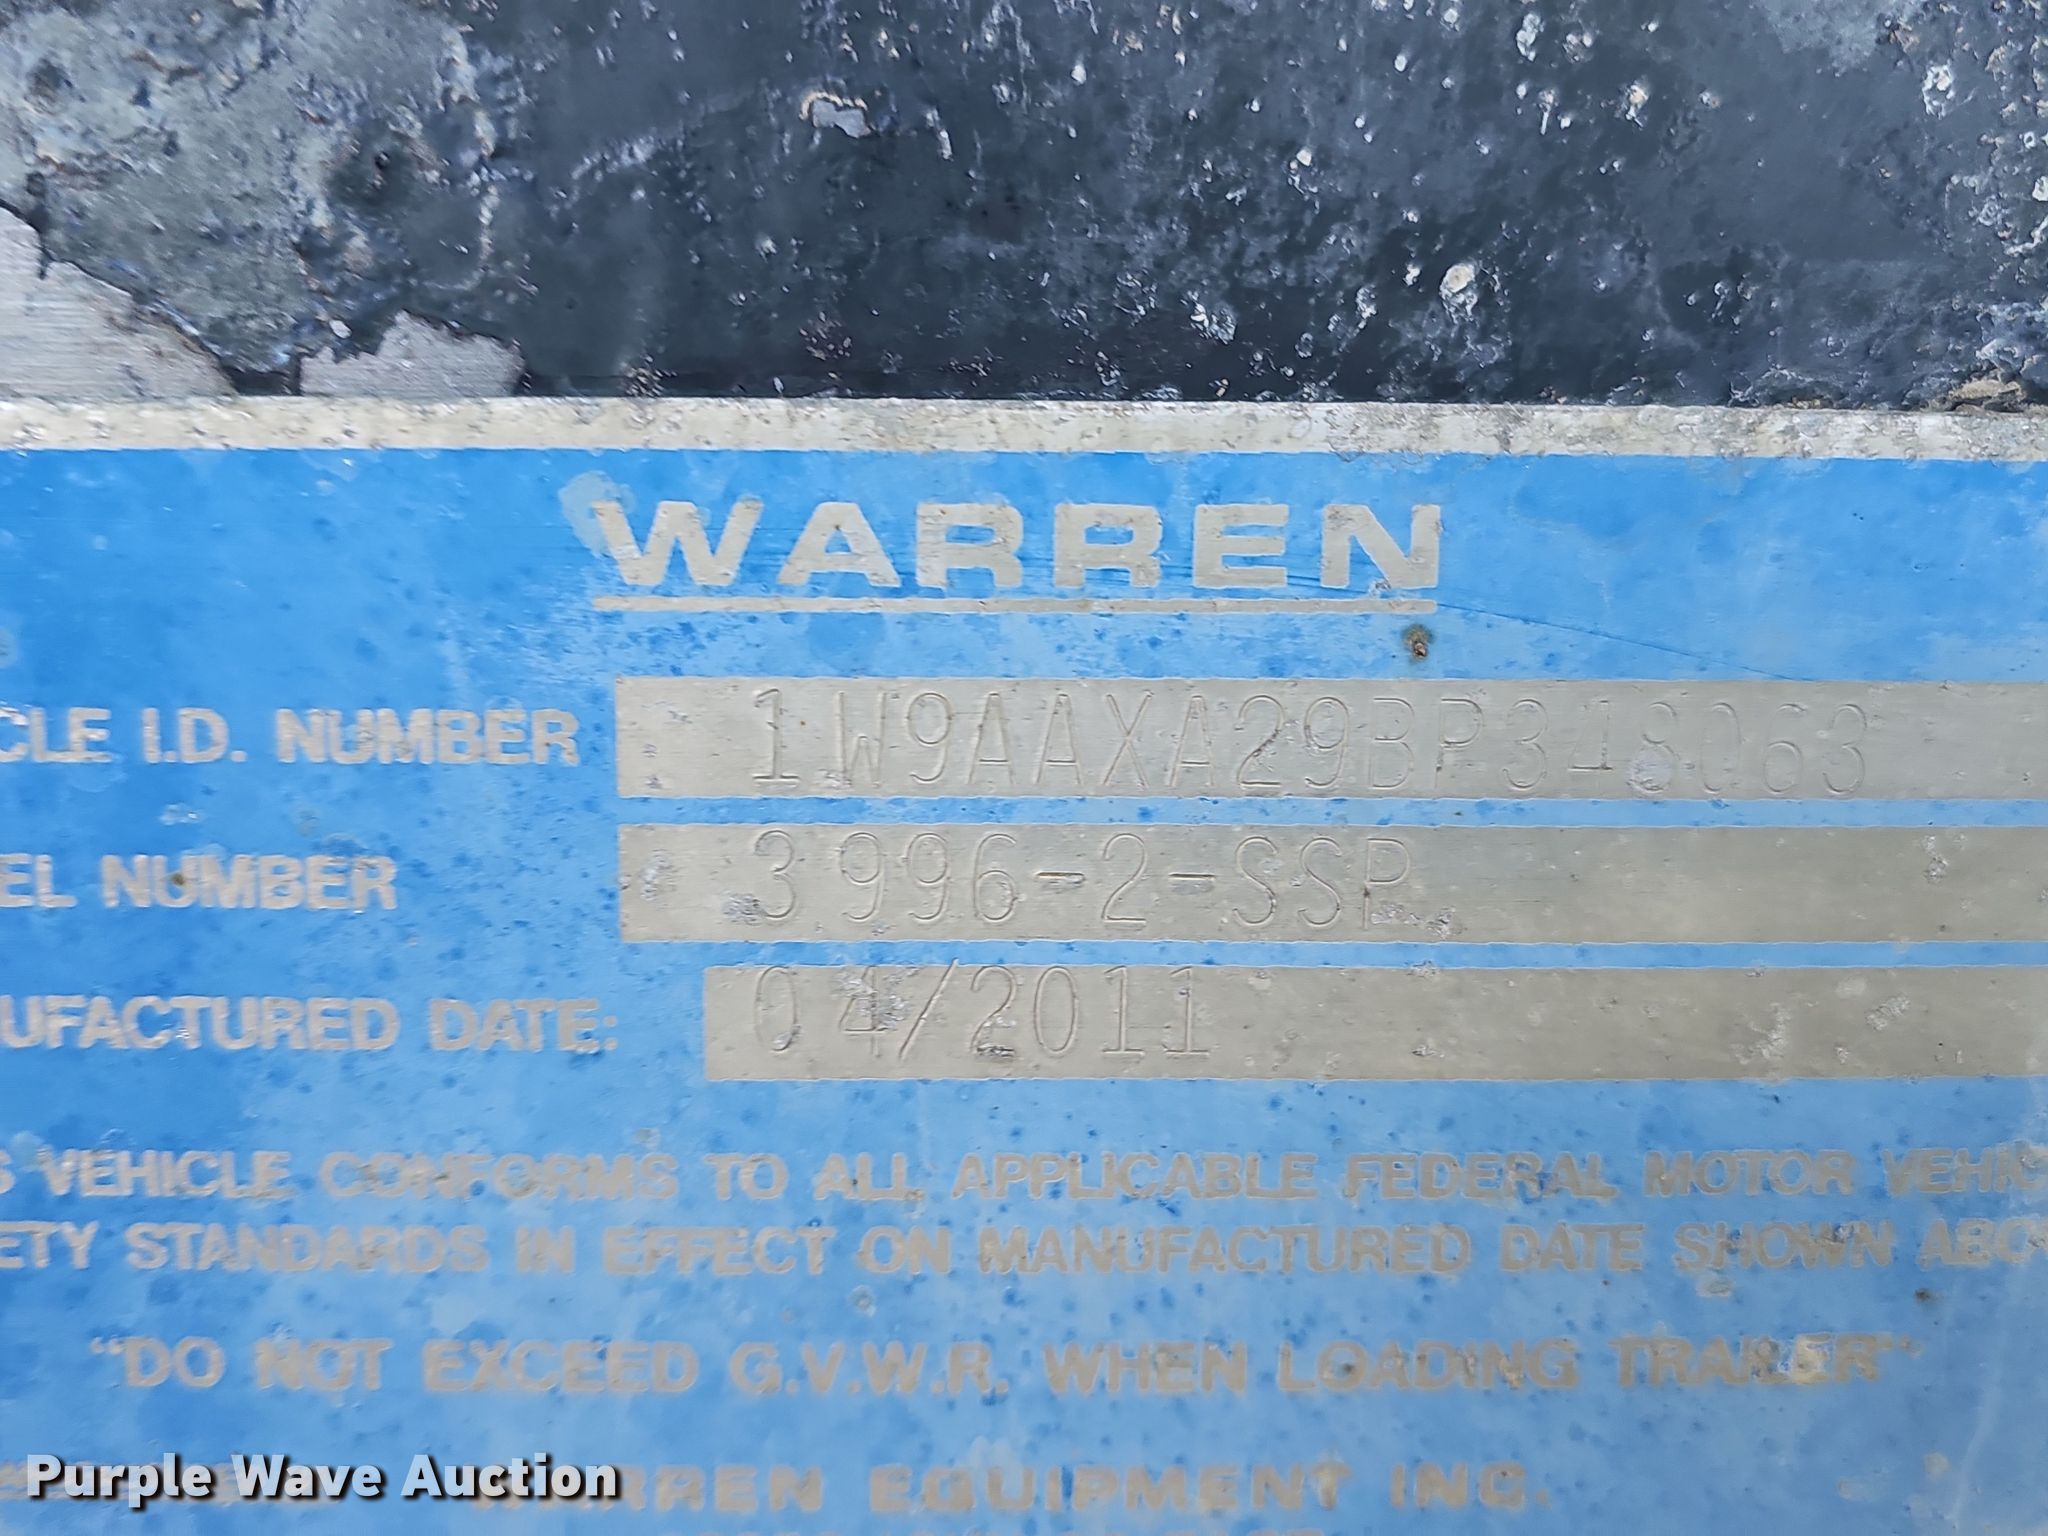 WARREN
CLE I.D. NUMBER 1W9AAXA29BP348063
EL NUMBER 3996-2-SSP
UFACTURED DATE: 04/2011
S VEHICLE CONFORMS TO ALL APPLICABLE FEDERAL MOTOR VEHIC
ETY STANDARDS IN EFFECT ON MANUFACTURED DATE SHOWN ABO
"DO NOT EXCEED G.V.W.R. WHEN LOADING TRAILER"
WARREN EQUIPMENT INC.
Purple Wave Auction